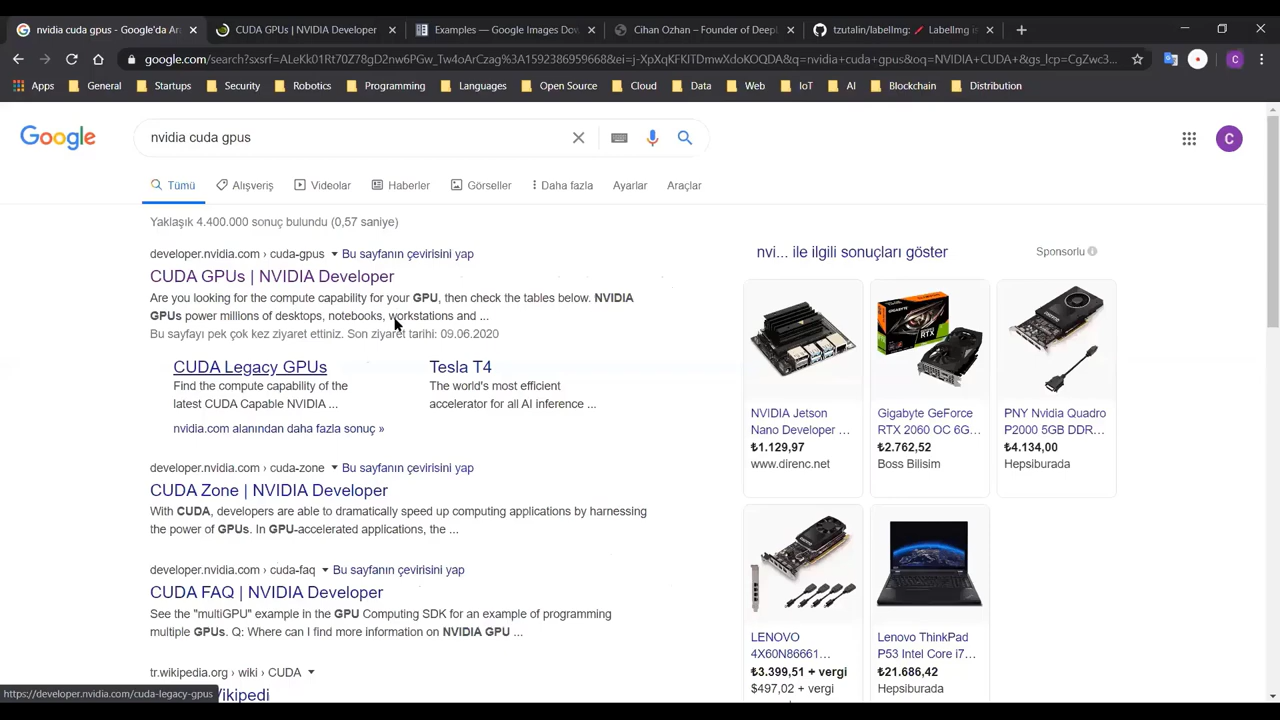 nvidia cuda gpus - Google'da Ar
CUDA GPUs | NVIDIA Developer
Examples — Google Images Dow
Cihan Ozhan – Founder of DeepL
tzutalin/labelImg: LabelImg is
google.com/search?sxsrf=
Apps
General
Startups
Security
Robotics
Programming
Languages
Open Source
Cloud
Data
Web
IoT
AI
Blockchain
Distribution
Google
nvidia cuda gpus
C
Tümü
Alışveriş
Videolar
Haberler
Görseller
Daha fazla
Ayarlar
Araçlar
Yaklaşık 4.400.000 sonuç bulundu (0,57 saniye)
developer.nvidia.com › cuda-gpus Bu sayfanın çevirisini yap
CUDA GPUs | NVIDIA Developer
Are you looking for the compute capability for your GPU, then check the tables below. NVIDIA
GPUs power millions of desktops, notebooks, workstations and ...
Bu sayfayı pek çok kez ziyaret ettiniz. Son ziyaret tarihi: 09.06.2020
CUDA Legacy GPUs
Find the compute capability of the
latest CUDA Capable NVIDIA ...
Tesla T4
The world's most efficient
accelerator for all AI inference ...
nvidia.com alanından daha fazla sonuç »
developer.nvidia.com › cuda-zone Bu sayfanın çevirisini yap
CUDA Zone | NVIDIA Developer
With CUDA, developers are able to dramatically speed up computing applications by harnessing
the power of GPUs. In GPU-accelerated applications, the ...
developer.nvidia.com › cuda-faq Bu sayfanın çevirisini yap
CUDA FAQ | NVIDIA Developer
See the "multiGPU" example in the GPU Computing SDK for an example of programming
multiple GPUs. Q: Where can I find more information on NVIDIA GPU ...
tr.wikipedia.org › wiki › CUDA
Vikipedi
https://developer.nvidia.com/cuda-legacy-gpus
nvi... ile ilgili sonuçları göster
Sponsorlu
NVIDIA Jetson
Nano Developer ...
₺1.129,97
www.direnc.net
Gigabyte GeForce
RTX 2060 OC 6G...
₺2.762,52
Boss Bilisim
PNY Nvidia Quadro
P2000 5GB DDR...
₺4.134,00
Hepsiburada
LENOVO
4X60N86661...
₺3.399,51 + vergi
$497,02 + vergi
Lenovo ThinkPad
P53 Intel Core i7...
₺21.686,42
Hepsiburada